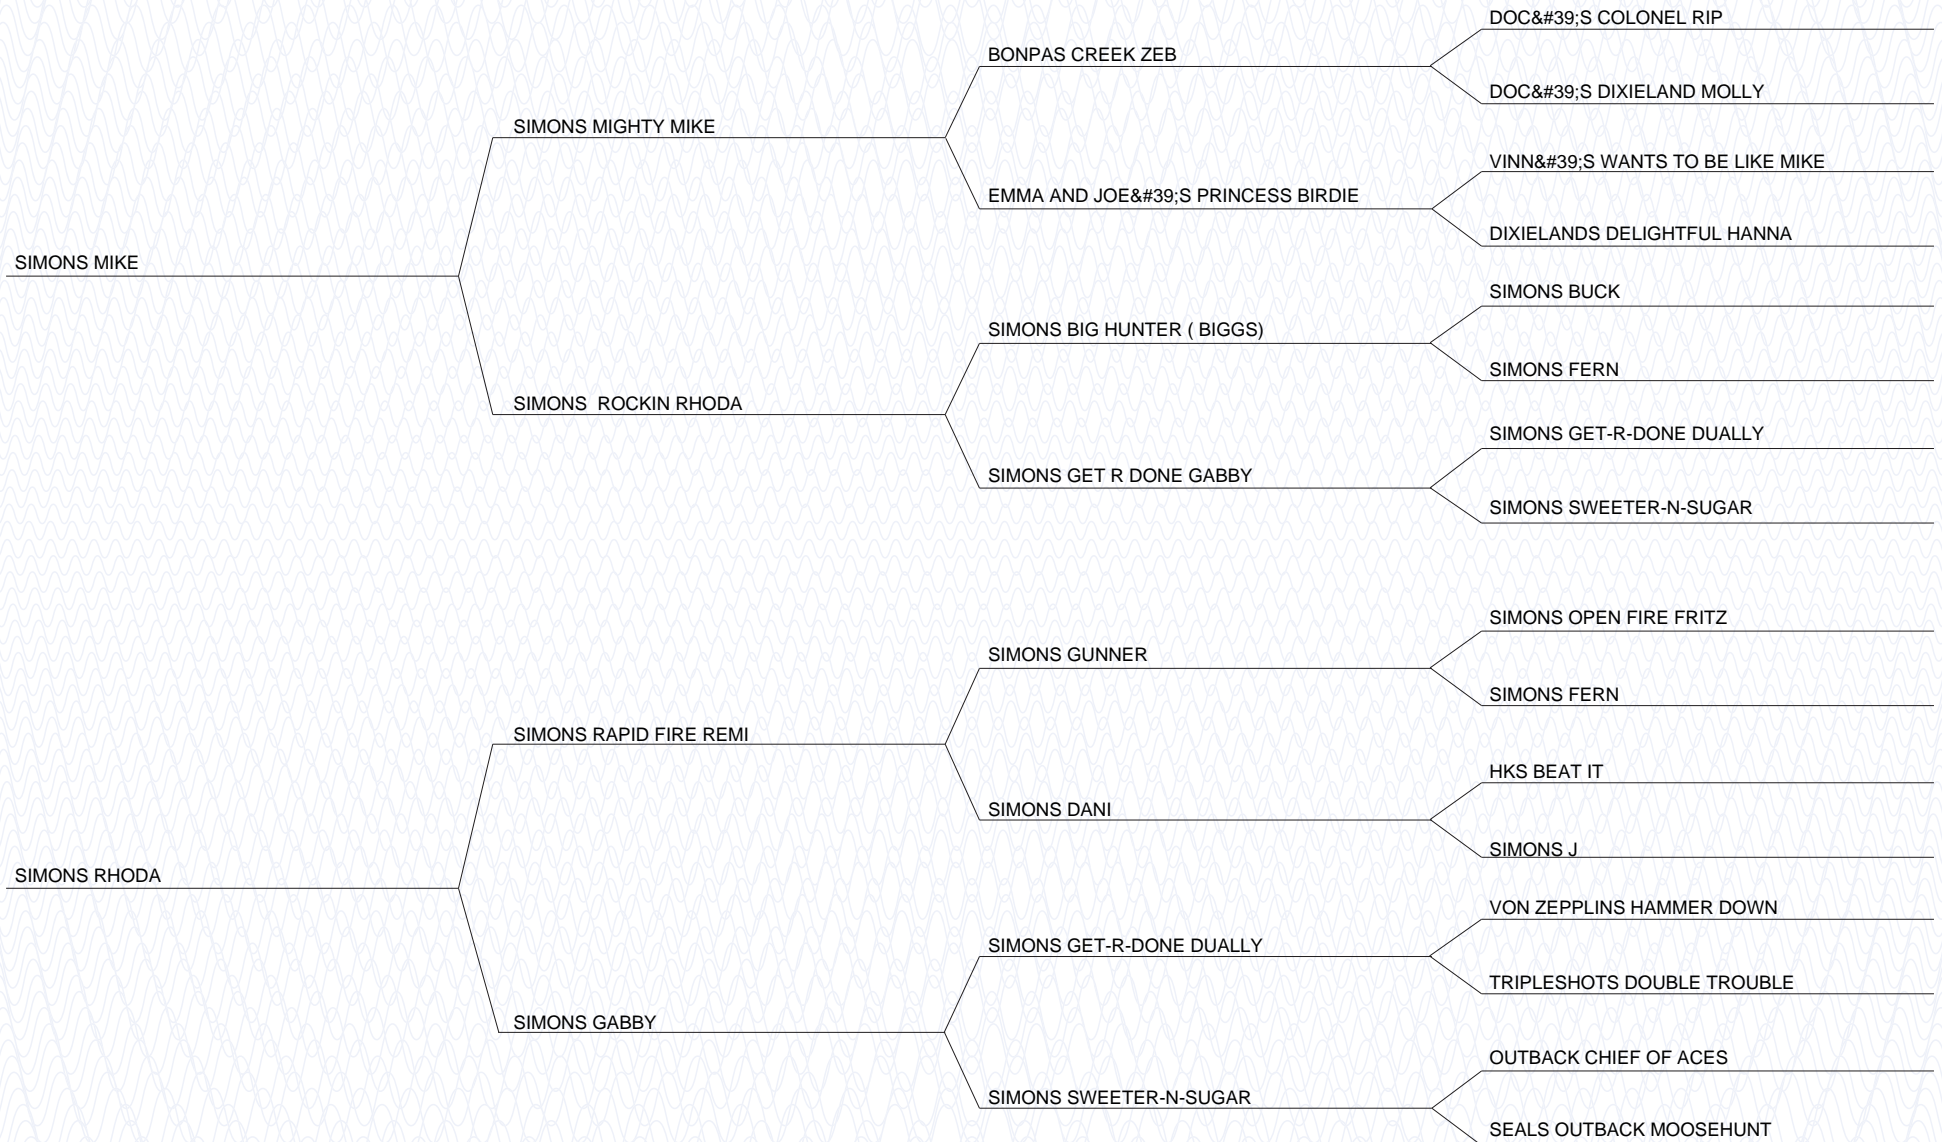 DOC&#39;S COLONEL RIP
BONPAS CREEK ZEB
DOC&#39;S DIXIELAND MOLLY
SIMONS MIGHTY MIKE
VINN&#39;S WANTS TO BE LIKE MIKE
EMMA AND JOE&#39;S PRINCESS BIRDIE
DIXIELANDS DELIGHTFUL HANNA
SIMONS MIKE
SIMONS BUCK
SIMONS BIG HUNTER ( BIGGS)
SIMONS FERN
SIMONS  ROCKIN RHODA
SIMONS GET-R-DONE DUALLY
SIMONS GET R DONE GABBY
SIMONS SWEETER-N-SUGAR
SIMONS OPEN FIRE FRITZ
SIMONS GUNNER
SIMONS FERN
SIMONS RAPID FIRE REMI
HKS BEAT IT
SIMONS DANI
SIMONS J
SIMONS RHODA
VON ZEPPLINS HAMMER DOWN
SIMONS GET-R-DONE DUALLY
TRIPLESHOTS DOUBLE TROUBLE
SIMONS GABBY
OUTBACK CHIEF OF ACES
SIMONS SWEETER-N-SUGAR
SEALS OUTBACK MOOSEHUNT